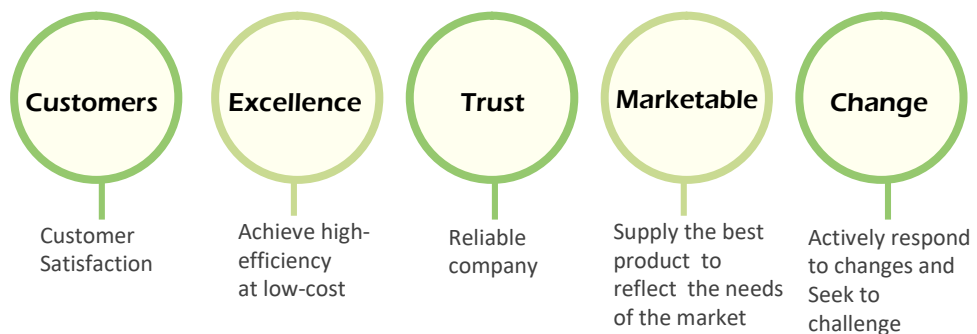 Customers
Excellence
Trust
Marketable
Change
Customer
Satisfaction
Achieve high-
efficiency
at low-cost
Reliable
company
Supply the best
product to
reflect the needs
of the market
Actively respond
to changes and
Seek to
challenge